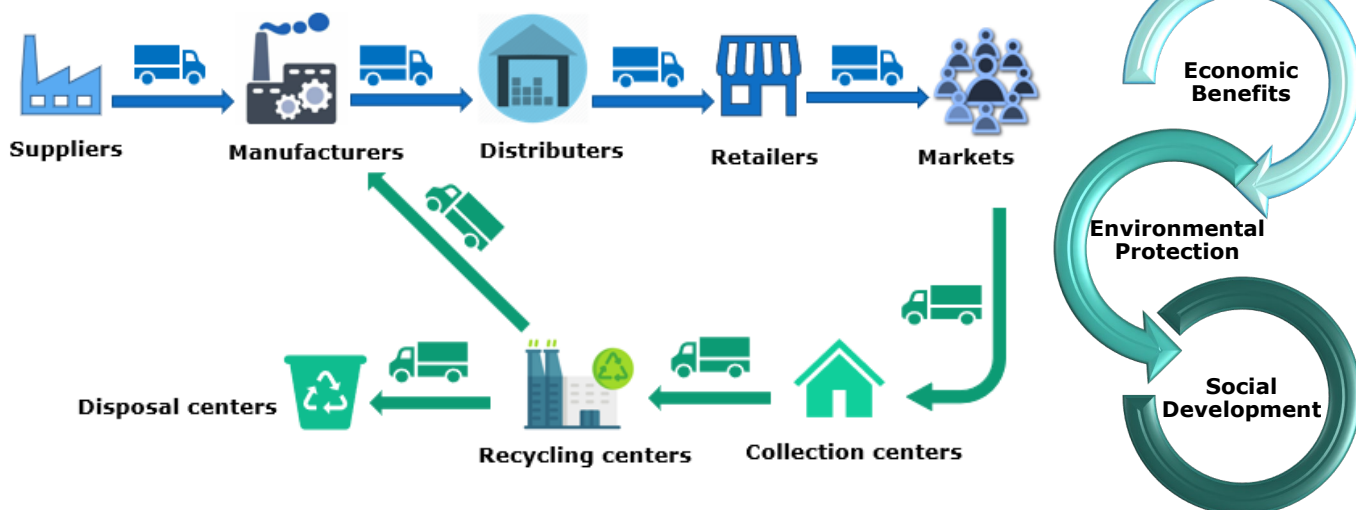 Suppliers
Manufacturers
Distributers
Retailers
Markets
Economic
Benefits
Environmental
Protection
Social
Development
Disposal centers
Recycling centers
Collection centers